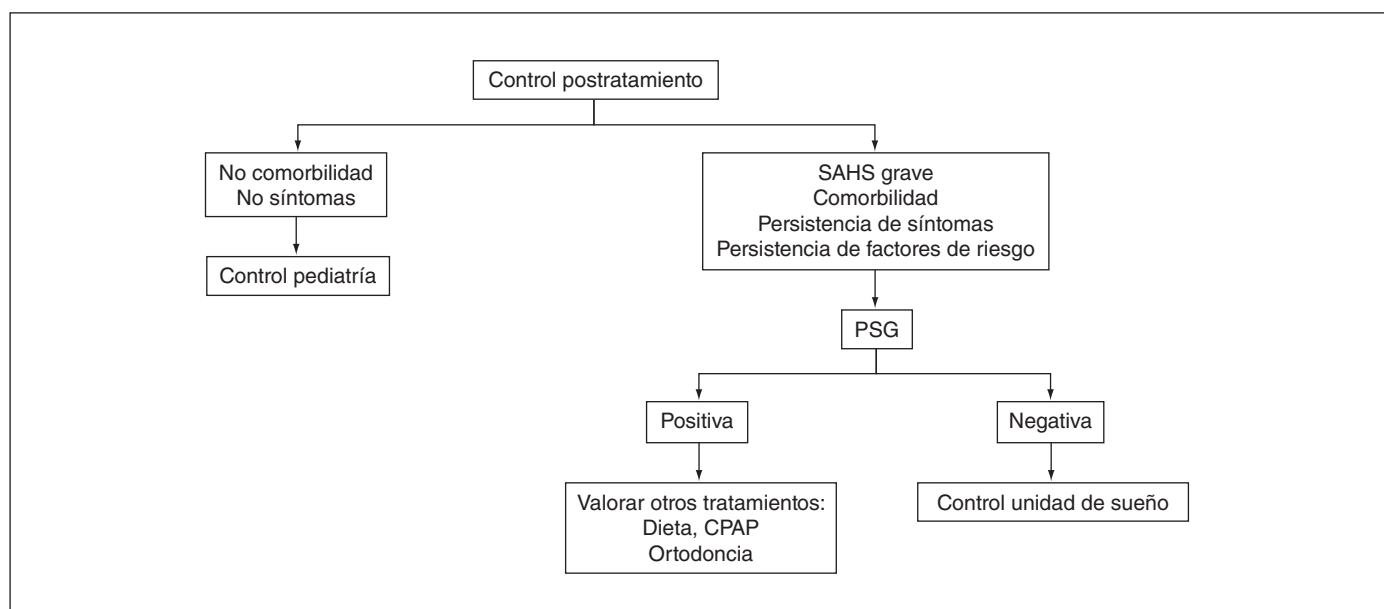 Control postratamiento
No comorbilidad
No síntomas
Control pediatría
SAHS grave
Comorbilidad
Persistencia de síntomas
Persistencia de factores de riesgo
PSG
Positiva
Negativa
Valorar otros tratamientos:
Dieta, CPAP
Ortodoncia
Control unidad de sueño